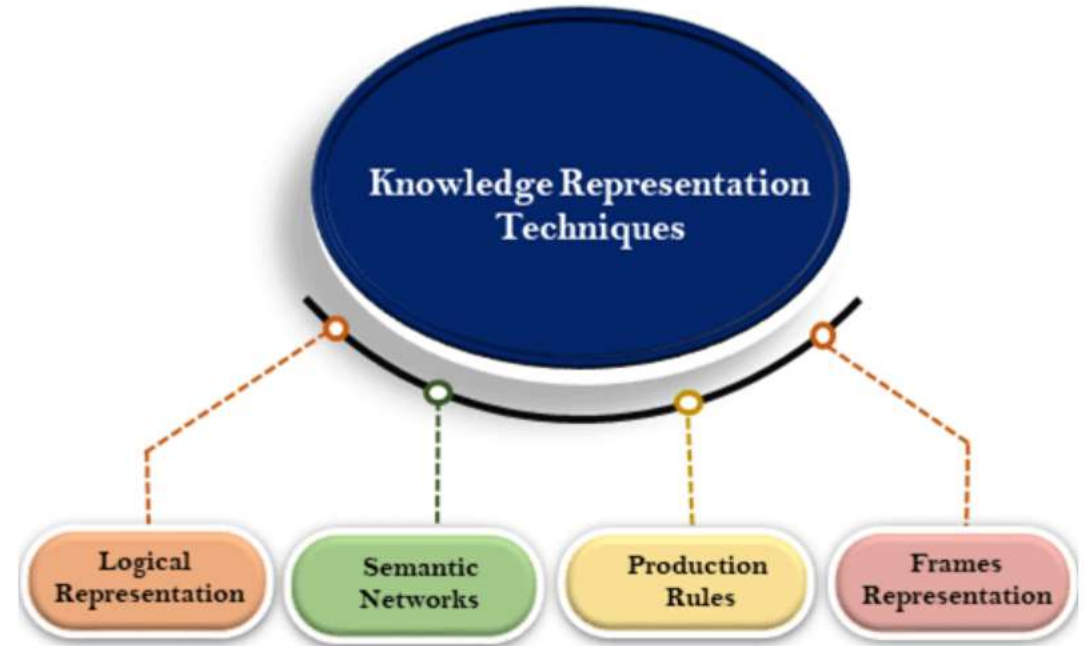 Knowledge Representation
Techniques
Logical
Representation
Semantic
Networks
Production
Rules
Frames
Representation